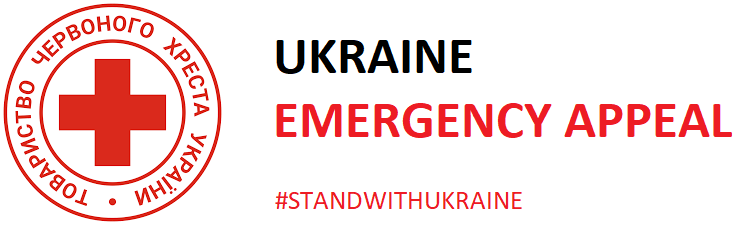 ТОВАРИСТВО ЧЕРВОНОГО ХРЕСТА УКРАЇНИ •
UKRAINE
EMERGENCY APPEAL
#STANDWITHUKRAINE